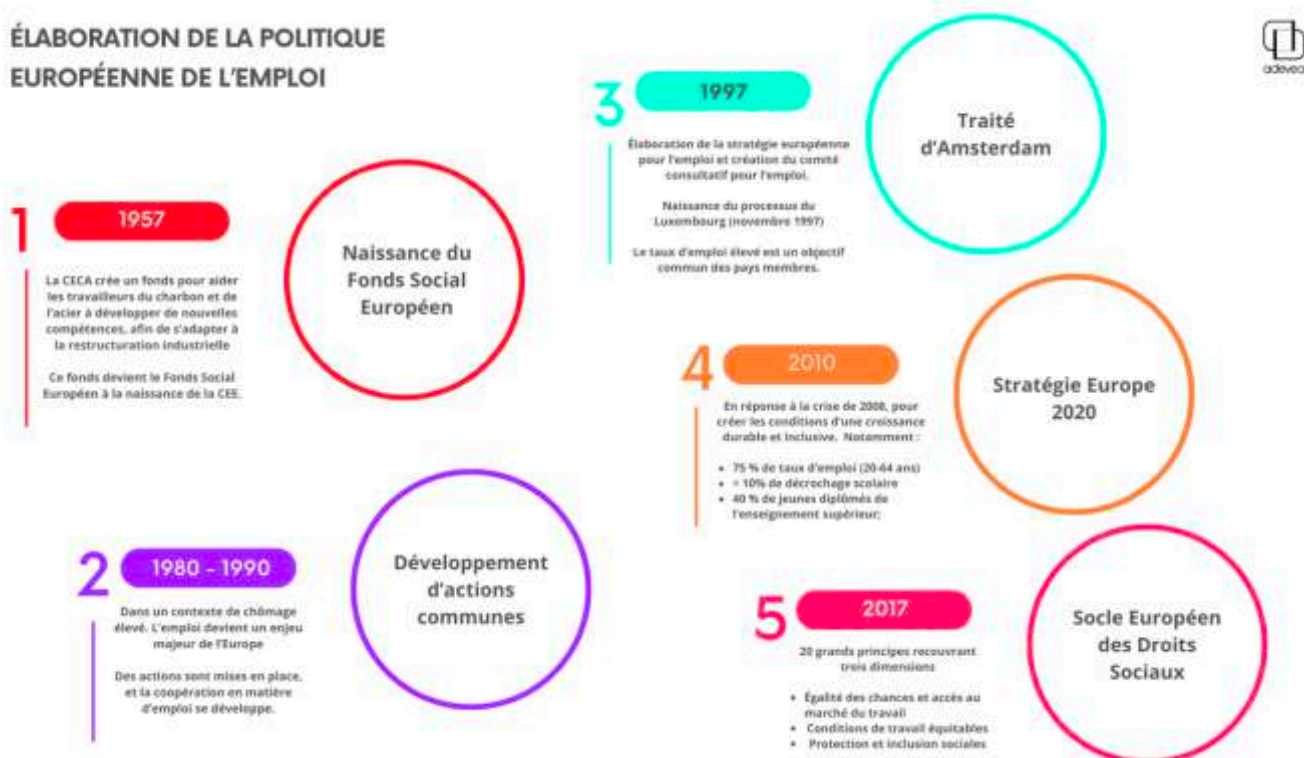 ÉLABORATION DE LA POLITIQUE
EUROPÉENNE DE L'EMPLOI
adevea
1
1957
La CECA crée un fonds pour aider
les travailleurs du charbon et de
l'acier à développer de nouvelles
compétences, afin de s'adapter à
la restructuration industrielle
Ce fonds devient le Fonds Social
Européen à la naissance de la CEE.
Naissance du
Fonds Social
Européen
2
1980 - 1990
Dans un contexte de chômage
élevé. L'emploi devient un enjeu
majeur de l'Europe
Des actions sont mises en place,
et la coopération en matière
d'emploi se développe.
Développement
d'actions
communes
3
1997
Élaboration de la stratégie européenne
pour l'emploi et création du comité
consultatif pour l'emploi.
Naissance du processus du
Luxembourg (novembre 1997)
Le taux d'emploi élevé est un objectif
commun des pays membres.
Traité
d'Amsterdam
4
2010
En réponse à la crise de 2008, pour
créer les conditions d'une croissance
durable et inclusive. Notamment :
• 75 % de taux d'emploi (20-64 ans)
• < 10% de décrochage scolaire
• 40 % de jeunes diplômés de
l'enseignement supérieur;
Stratégie Europe
2020
5
2017
20 grands principes recouvrant
trois dimensions
• Égalité des chances et accès au
marché du travail
• Conditions de travail équitables
• Protection et inclusion sociales
Socle Européen
des Droits
Sociaux